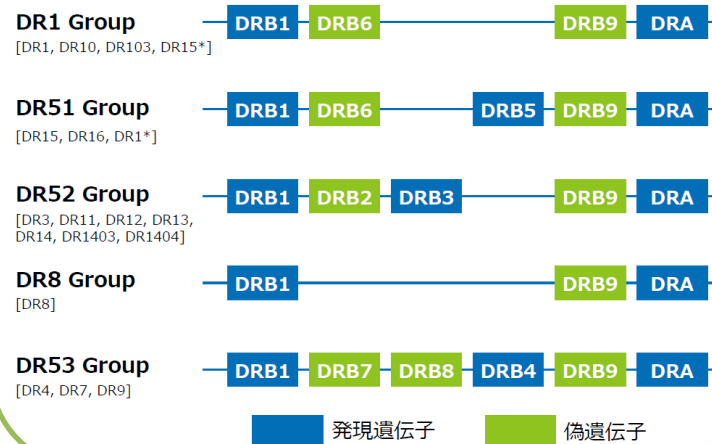 DR1 Group
[DR1, DR10, DR103, DR15*]
DRB1 DRB6 DRB9 DRA
DR51 Group
[DR15, DR16, DR1*]
DRB1 DRB6 DRB5 DRB9 DRA
DR52 Group
[DR3, DR11, DR12, DR13,
DR14, DR1403, DR1404]
DRB1 DRB2 DRB3 DRB9 DRA
DR8 Group
[DR8]
DRB1 DRB9 DRA
DR53 Group
[DR4, DR7, DR9]
DRB1 DRB7 DRB8 DRB4 DRB9 DRA
発現遺伝子 偽遺伝子